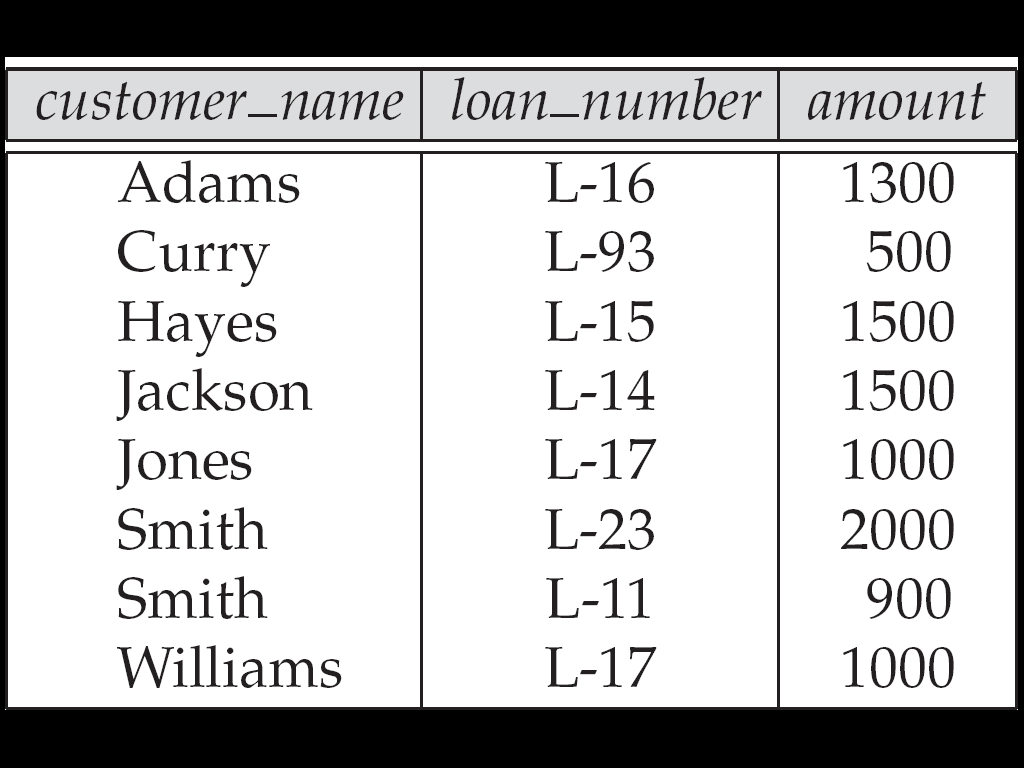 customer_name loan_number amount
Adams L-16 1300
Curry L-93 500
Hayes L-15 1500
Jackson L-14 1500
Jones L-17 1000
Smith L-23 2000
Smith L-11 900
Williams L-17 1000